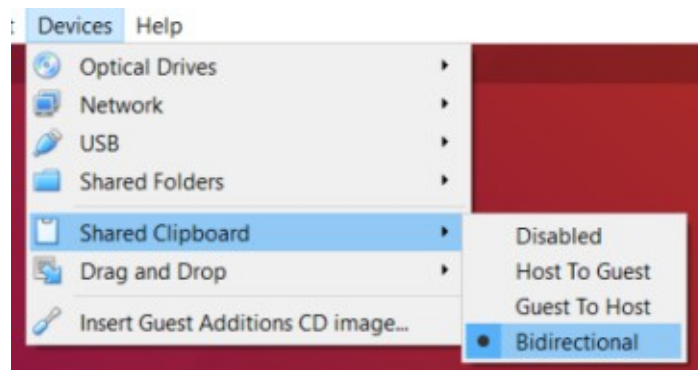 Devices Help
Optical Drives
Network
USB
Shared Folders
Shared Clipboard
Drag and Drop
Insert Guest Additions CD image...
Disabled
Host To Guest
Guest To Host
Bidirectional